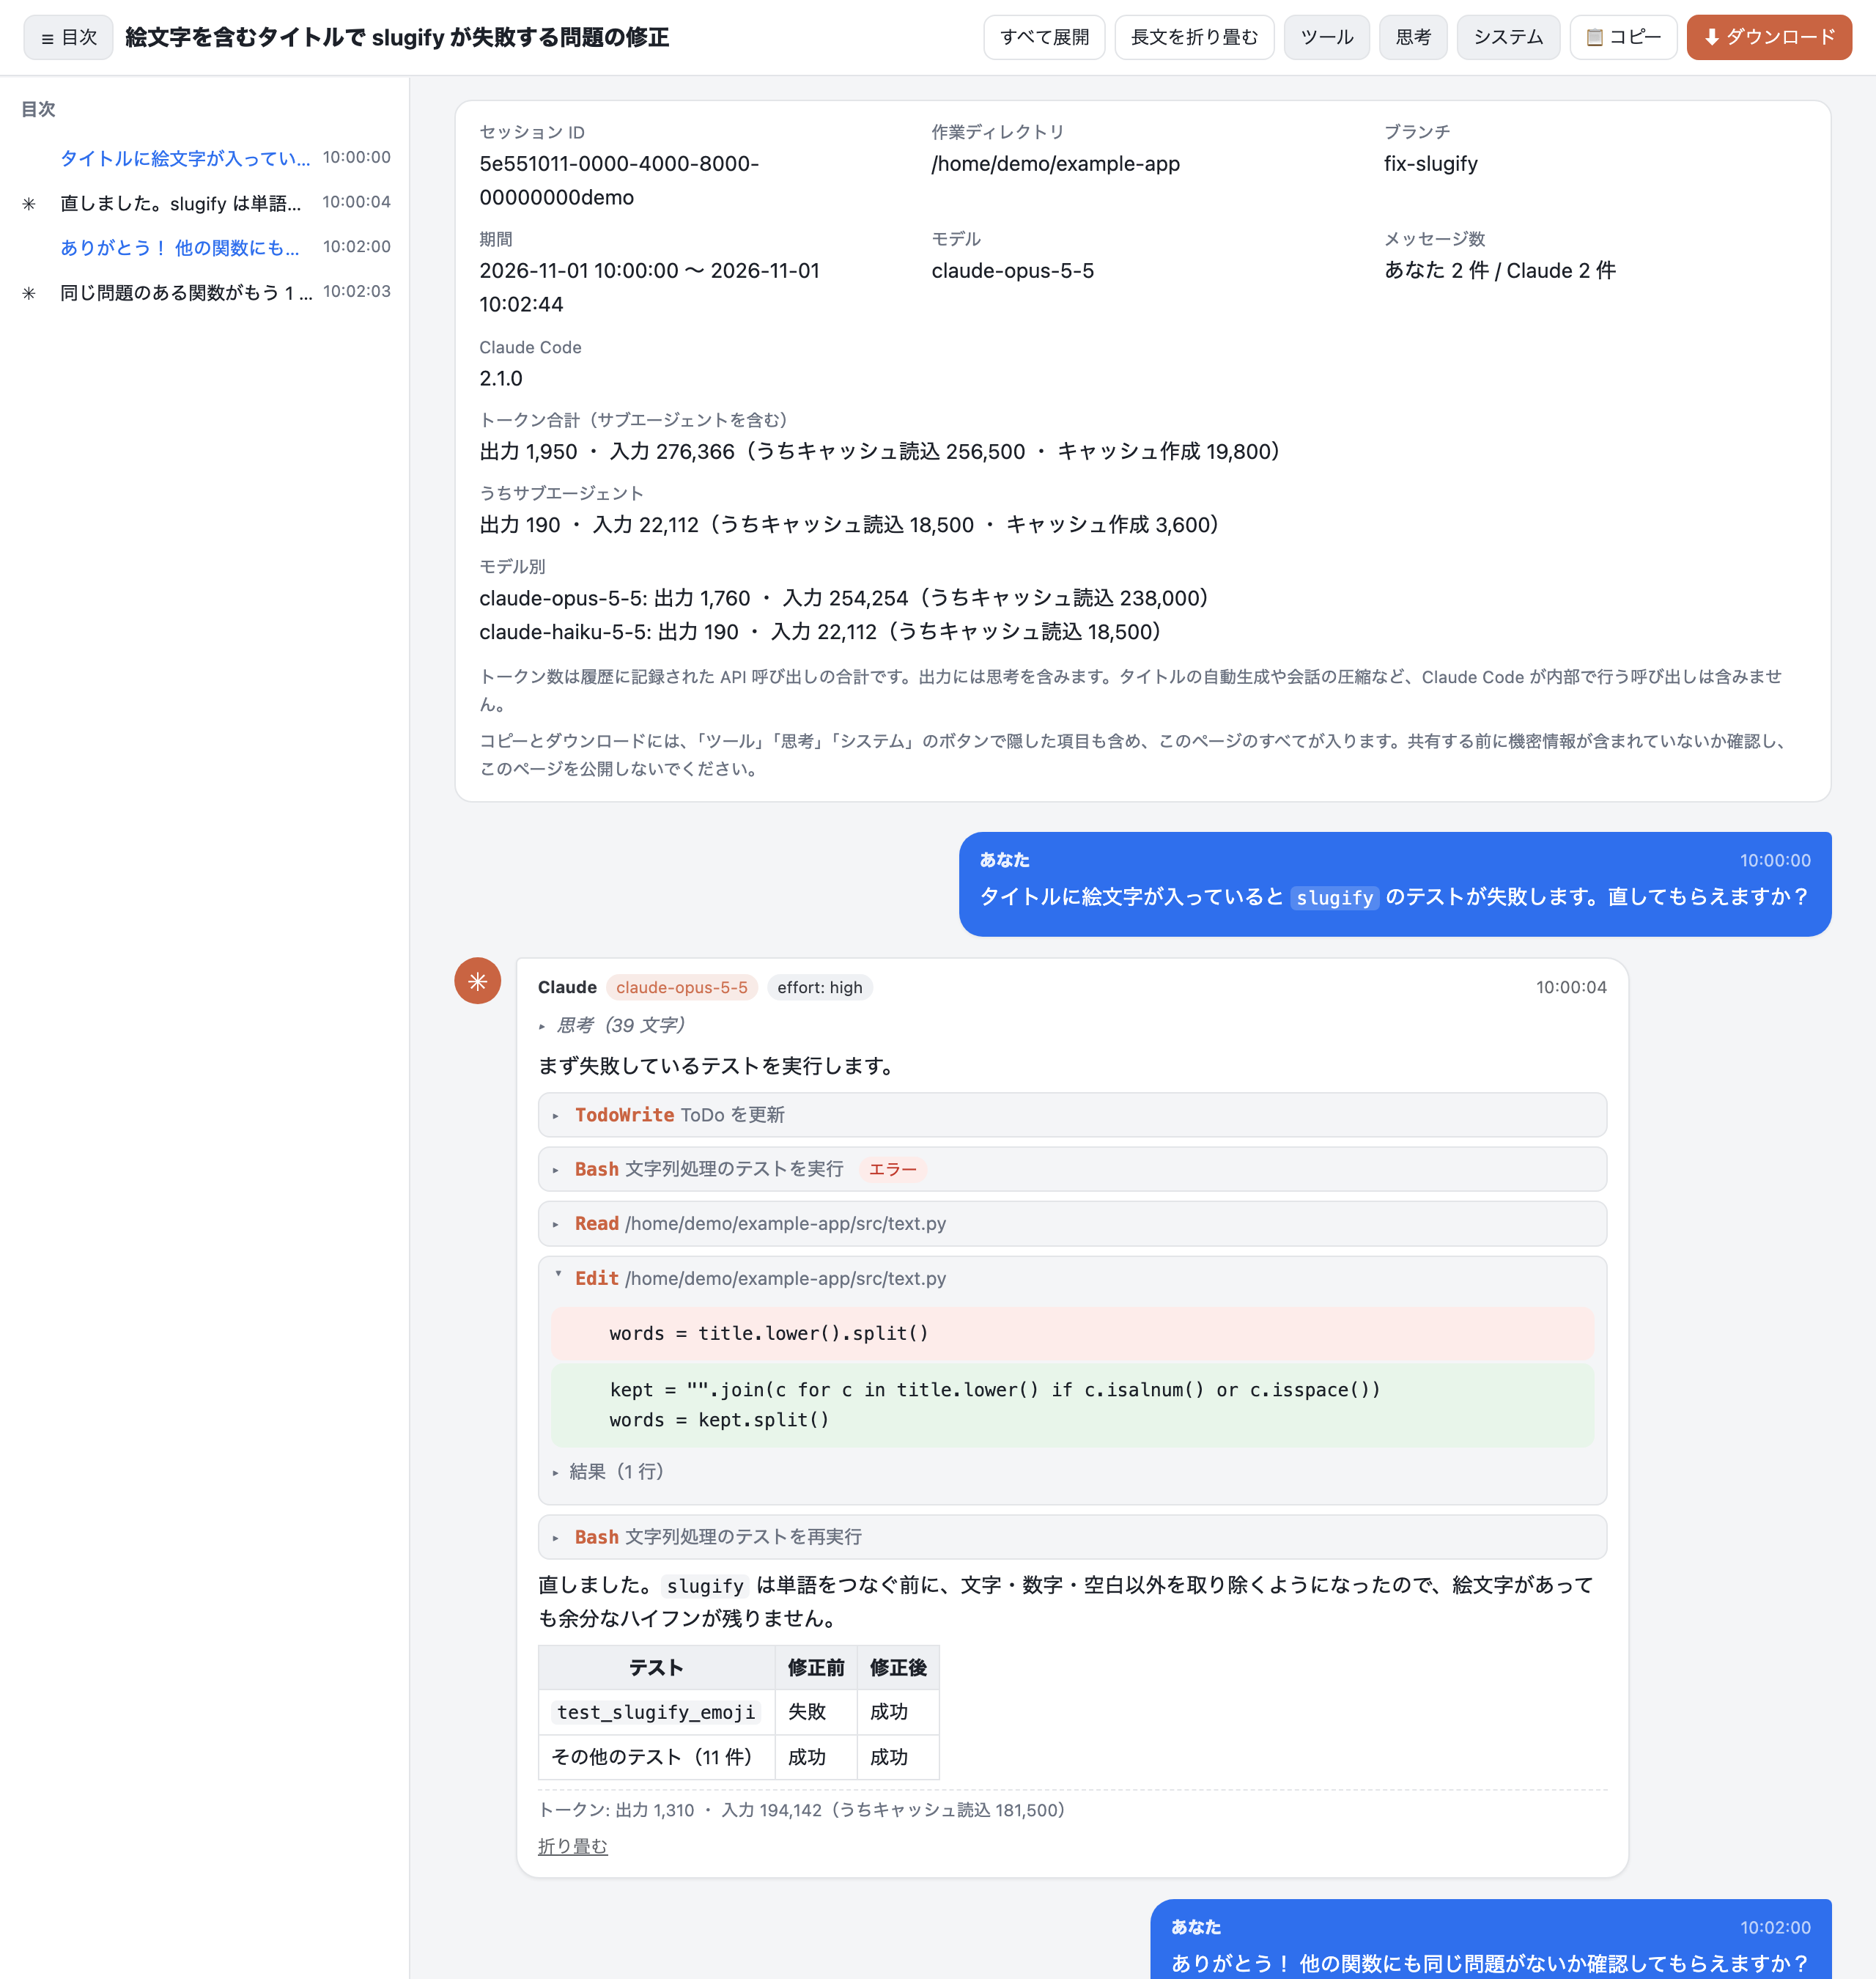 ≡ 目次
絵文字を含むタイトルで slugify が失敗する問題の修正
すべて展開
長文を折り畳む
ツール
思考
システム
📋 コピー
⬇ ダウンロード
目次
タイトルに絵文字が入ってい… 10:00:00
✳ 直しました。slugify は単語… 10:00:04
ありがとう！ 他の関数にも… 10:02:00
✳ 同じ問題のある関数がもう 1 … 10:02:03
セッション ID
5e551011-0000-4000-8000-
00000000demo
作業ディレクトリ
/home/demo/example-app
ブランチ
fix-slugify
期間
2026-11-01 10:00:00 〜 2026-11-01
10:02:44
モデル
claude-opus-5-5
メッセージ数
あなた 2 件 / Claude 2 件
Claude Code
2.1.0
トークン合計（サブエージェントを含む）
出力 1,950 ・ 入力 276,366（うちキャッシュ読込 256,500 ・ キャッシュ作成 19,800）
うちサブエージェント
出力 190 ・ 入力 22,112（うちキャッシュ読込 18,500 ・ キャッシュ作成 3,600）
モデル別
claude-opus-5-5: 出力 1,760 ・ 入力 254,254（うちキャッシュ読込 238,000）
claude-haiku-5-5: 出力 190 ・ 入力 22,112（うちキャッシュ読込 18,500）
トークン数は履歴に記録された API 呼び出しの合計です。出力には思考を含みます。タイトルの自動生成や会話の圧縮など、Claude Code が内部で行う呼び出しは含みませ
ん。
コピーとダウンロードには、「ツール」「思考」「システム」のボタンで隠した項目も含め、このページのすべてが入ります。共有する前に機密情報が含まれていないか確認し、
このページを公開しないでください。
あなた 10:00:00
タイトルに絵文字が入っていると slugify のテストが失敗します。直してもらえますか？
✳
Claude claude-opus-5-5 effort: high 10:00:04
▸ 思考（39 文字）
まず失敗しているテストを実行します。
▸ TodoWrite ToDo を更新
▸ Bash 文字列処理のテストを実行 エラー
▸ Read /home/demo/example-app/src/text.py
▾ Edit /home/demo/example-app/src/text.py
words = title.lower().split()
kept = "".join(c for c in title.lower() if c.isalnum() or c.isspace())
words = kept.split()
▸ 結果（1 行）
▸ Bash 文字列処理のテストを再実行
直しました。 slugify は単語をつなぐ前に、文字・数字・空白以外を取り除くようになったので、絵文字があって
も余分なハイフンが残りません。
テスト 修正前 修正後
test_slugify_emoji 失敗 成功
その他のテスト（11 件） 成功 成功
トークン: 出力 1,310 ・ 入力 194,142（うちキャッシュ読込 181,500）
折り畳む
あなた 10:02:00
ありがとう！ 他の関数にも同じ問題がないか確認してもらえますか？